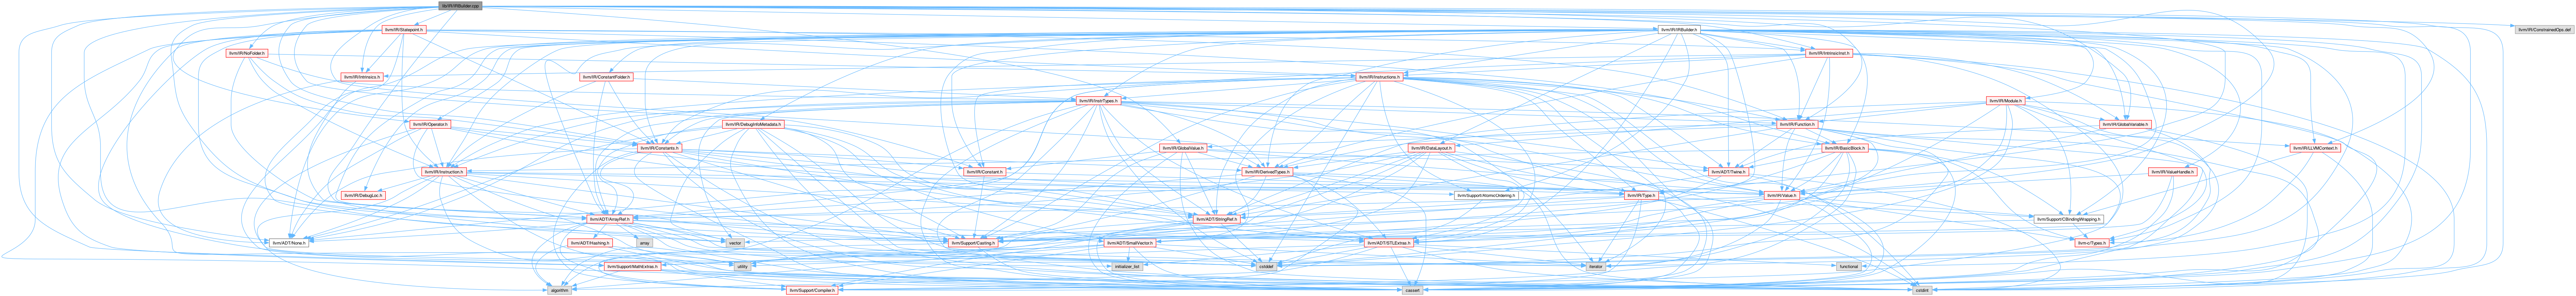 lib/IR/IRBuilder.cpp
llvm/IR/Statepoint.h
llvm/IR/IRBuilder.h
llvm/IR/ConstrainedOps.def
llvm/IR/NoFolder.h
llvm/IR/IntrinsicInst.h
llvm/IR/Intrinsics.h
llvm/IR/ConstantFolder.h
llvm/IR/Instructions.h
llvm/IR/InstrTypes.h
llvm/IR/Module.h
llvm/IR/Operator.h
llvm/IR/DebugInfoMetadata.h
llvm/IR/Function.h
llvm/IR/GlobalVariable.h
llvm/IR/Constants.h
llvm/IR/GlobalValue.h
llvm/IR/DataLayout.h
llvm/IR/BasicBlock.h
llvm/IR/LLVMContext.h
llvm/IR/Instruction.h
llvm/IR/Constant.h
llvm/IR/DerivedTypes.h
llvm/ADT/Twine.h
llvm/IR/ValueHandle.h
llvm/IR/DebugLoc.h
llvm/Support/AtomicOrdering.h
llvm/IR/Type.h
llvm/IR/Value.h
llvm/ADT/ArrayRef.h
llvm/ADT/StringRef.h
llvm/Support/CBindingWrapping.h
llvm/ADT/None.h
llvm/ADT/Hashing.h
array
vector
llvm/Support/Casting.h
llvm/ADT/SmallVector.h
llvm/ADT/STLExtras.h
llvm-c/Types.h
llvm/Support/MathExtras.h
utility
initializer_list
cstddef
iterator
functional
algorithm
llvm/Support/Compiler.h
cassert
cstdint